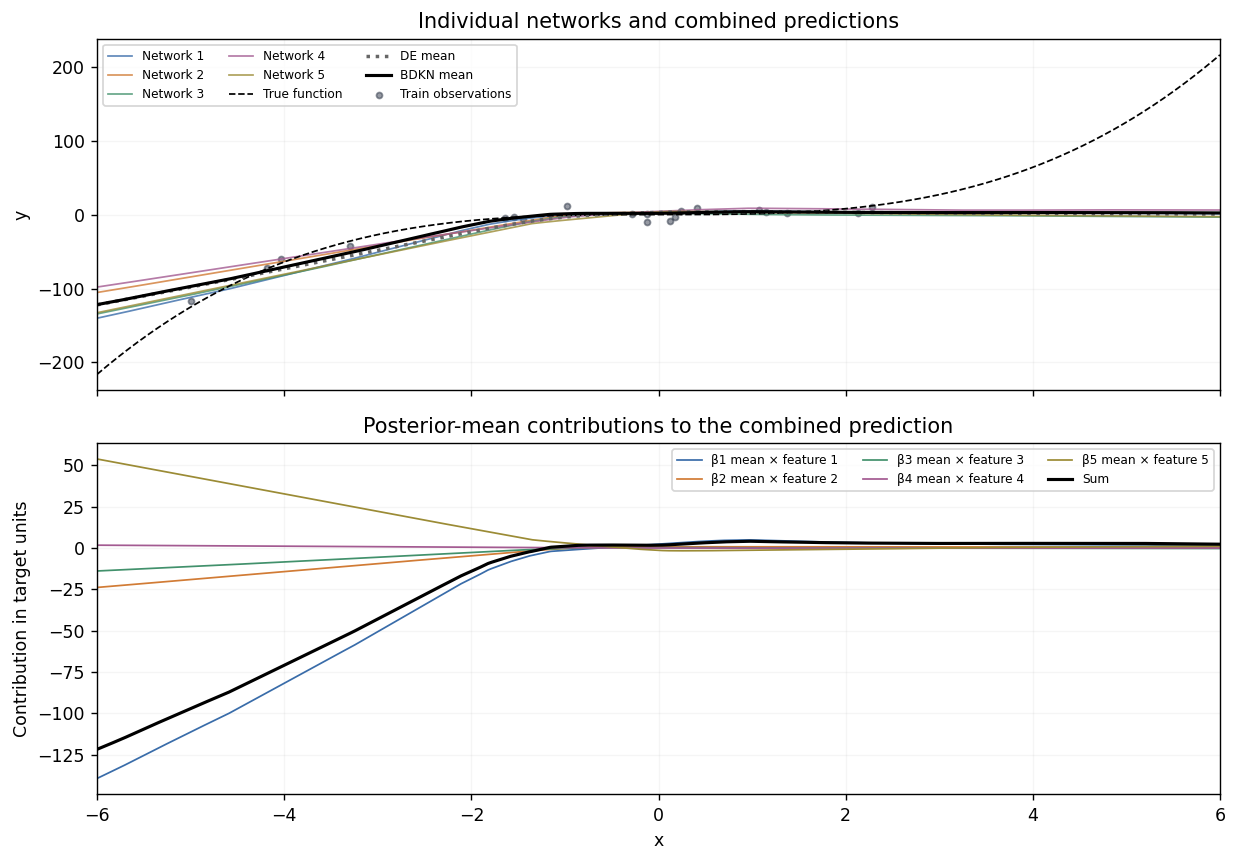 Individual networks and combined predictions
200
100
0
−100
−200
y
Network 1
Network 2
Network 3
Network 4
Network 5
True function
DE mean
BDKN mean
Train observations
Posterior-mean contributions to the combined prediction
50
25
0
−25
−50
−75
−100
−125
Contribution in target units
β1 mean × feature 1
β2 mean × feature 2
β3 mean × feature 3
β4 mean × feature 4
β5 mean × feature 5
Sum
−6
−4
−2
0
2
4
6
x